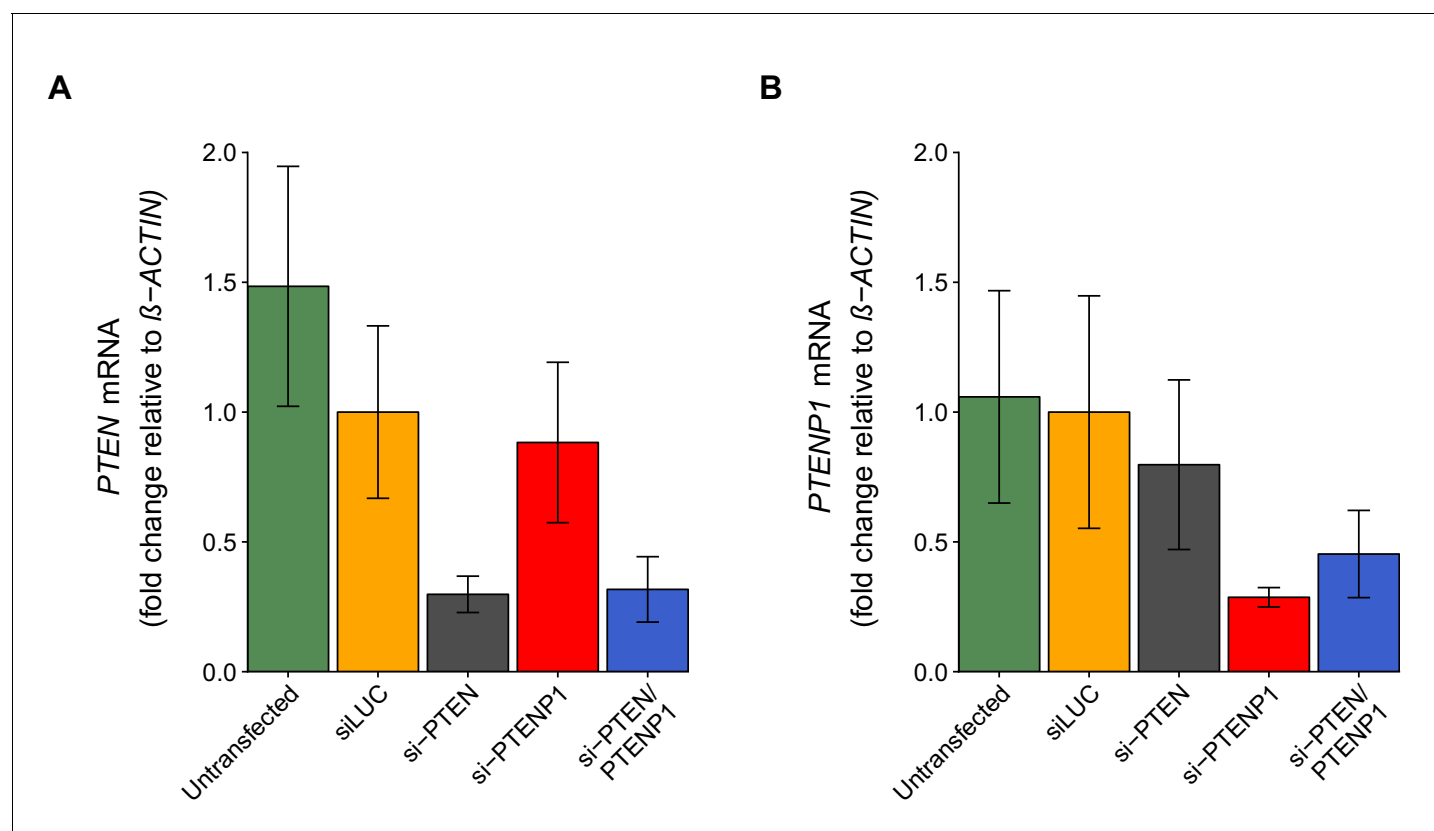 A
PTEN mRNA
(fold change relative to ß−ACTIN)
2.0
1.5
1.0
0.5
0.0
Untransfected
siLUC
si−PTEN
si−PTENP1
si−PTEN/
PTENP1
B
PTENP1 mRNA
(fold change relative to ß−ACTIN)
2.0
1.5
1.0
0.5
0.0
Untransfected
siLUC
si−PTEN
si−PTENP1
si−PTEN/
PTENP1